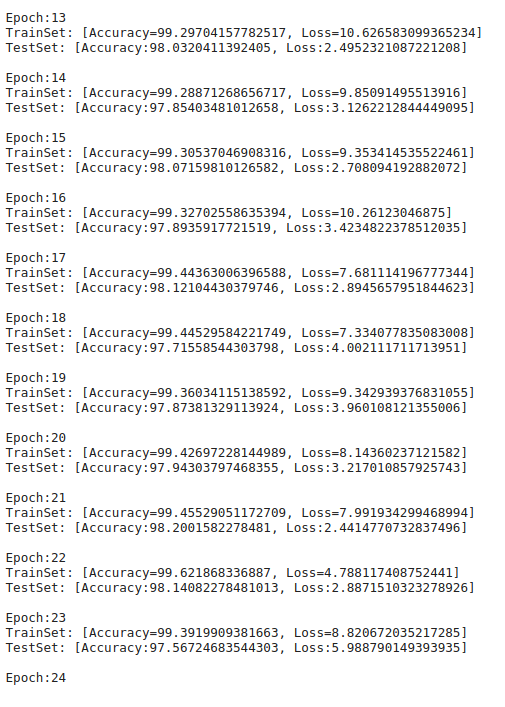 Epoch:13
TrainSet: [Accuracy=99.29704157782517, Loss=10.626583099365234]
TestSet: [Accuracy:98.0320411392405, Loss:2.4952321087221208]
Epoch:14
TrainSet: [Accuracy=99.28871268656717, Loss=9.85091495513916]
TestSet: [Accuracy:97.85403481012658, Loss:3.1262212844449095]
Epoch:15
TrainSet: [Accuracy=99.30537046908316, Loss=9.353414535522461]
TestSet: [Accuracy:98.07159810126582, Loss:2.708094192882072]
Epoch:16
TrainSet: [Accuracy=99.32702558635394, Loss=10.26123046875]
TestSet: [Accuracy:97.8935917721519, Loss:3.4234822378512035]
Epoch:17
TrainSet: [Accuracy=99.44363006396588, Loss=7.681114196777344]
TestSet: [Accuracy:98.12104430379746, Loss:2.8945657951844623]
Epoch:18
TrainSet: [Accuracy=99.44529584221749, Loss=7.334077835083008]
TestSet: [Accuracy:97.71558544303798, Loss:4.002111711713951]
Epoch:19
TrainSet: [Accuracy=99.36034115138592, Loss=9.342939376831055]
TestSet: [Accuracy:97.87381329113924, Loss:3.960108121355006]
Epoch:20
TrainSet: [Accuracy=99.42697228144989, Loss=8.14360237121582]
TestSet: [Accuracy:97.94303797468355, Loss:3.217010857925743]
Epoch:21
TrainSet: [Accuracy=99.45529051172709, Loss=7.991934299468994]
TestSet: [Accuracy:98.2001582278481, Loss:2.4414770732837496]
Epoch:22
TrainSet: [Accuracy=99.621868336887, Loss=4.788117408752441]
TestSet: [Accuracy:98.14082278481013, Loss:2.8871510323278926]
Epoch:23
TrainSet: [Accuracy=99.3919909381663, Loss=8.820672035217285]
TestSet: [Accuracy:97.56724683544303, Loss:5.988790149393935]
Epoch:24